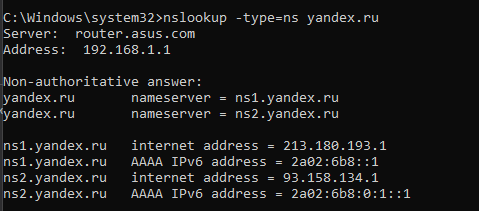 C:\Windows\system32>nslookup -type=ns yandex.ru
Server:  router.asus.com
Address:  192.168.1.1

Non-authoritative answer:
yandex.ru       nameserver = ns1.yandex.ru
yandex.ru       nameserver = ns2.yandex.ru

ns1.yandex.ru   internet address = 213.180.193.1
ns1.yandex.ru   AAAA IPv6 address = 2a02:6b8::1
ns2.yandex.ru   internet address = 93.158.134.1
ns2.yandex.ru   AAAA IPv6 address = 2a02:6b8:0:1::1